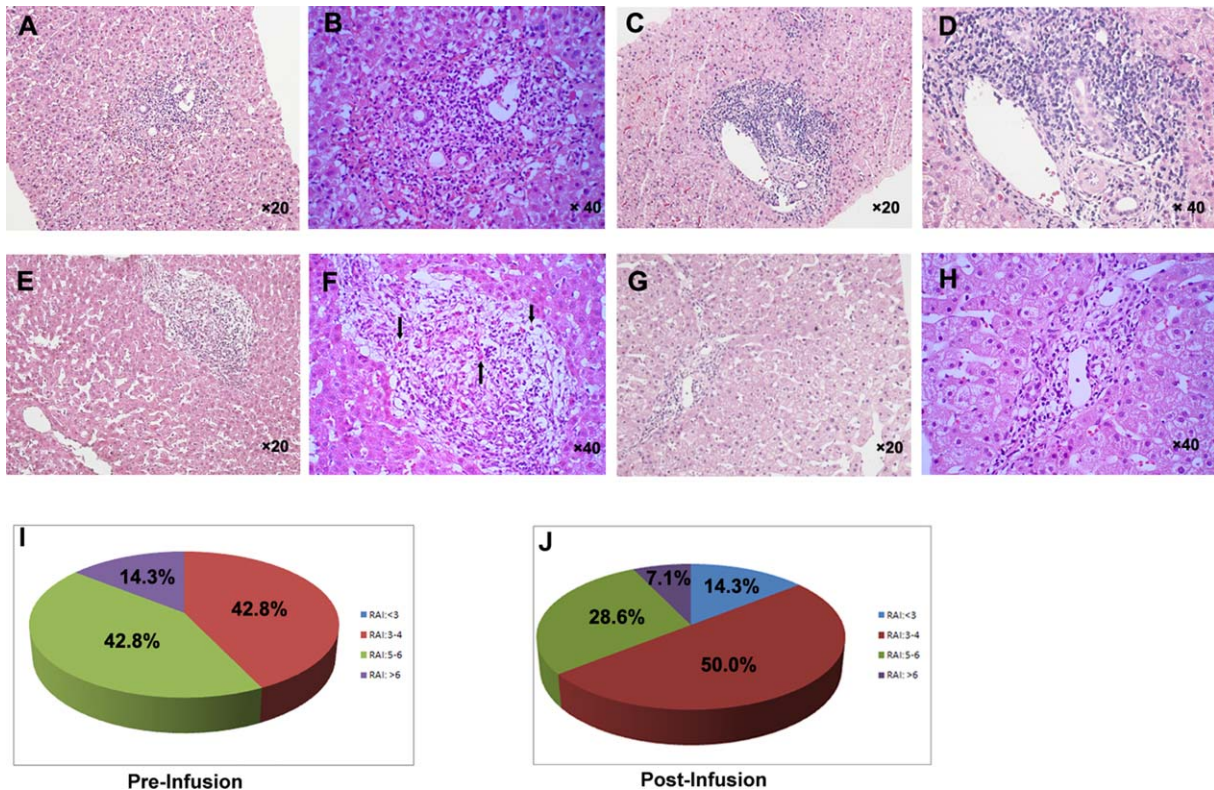 A
B
C
D
×20
× 40
×20
× 40
E
F
G
H
×20
×40
×20
×40
I
14.3%
42.8%
42.8%
RAI:<3
RAI:3-4
RAI:5-6
RAI: >6
Pre-Infusion
J
7.1%
14.3%
28.6%
50.0%
RAI:<3
RAI:3-4
RAI:5-6
RAI: >6
Post-Infusion